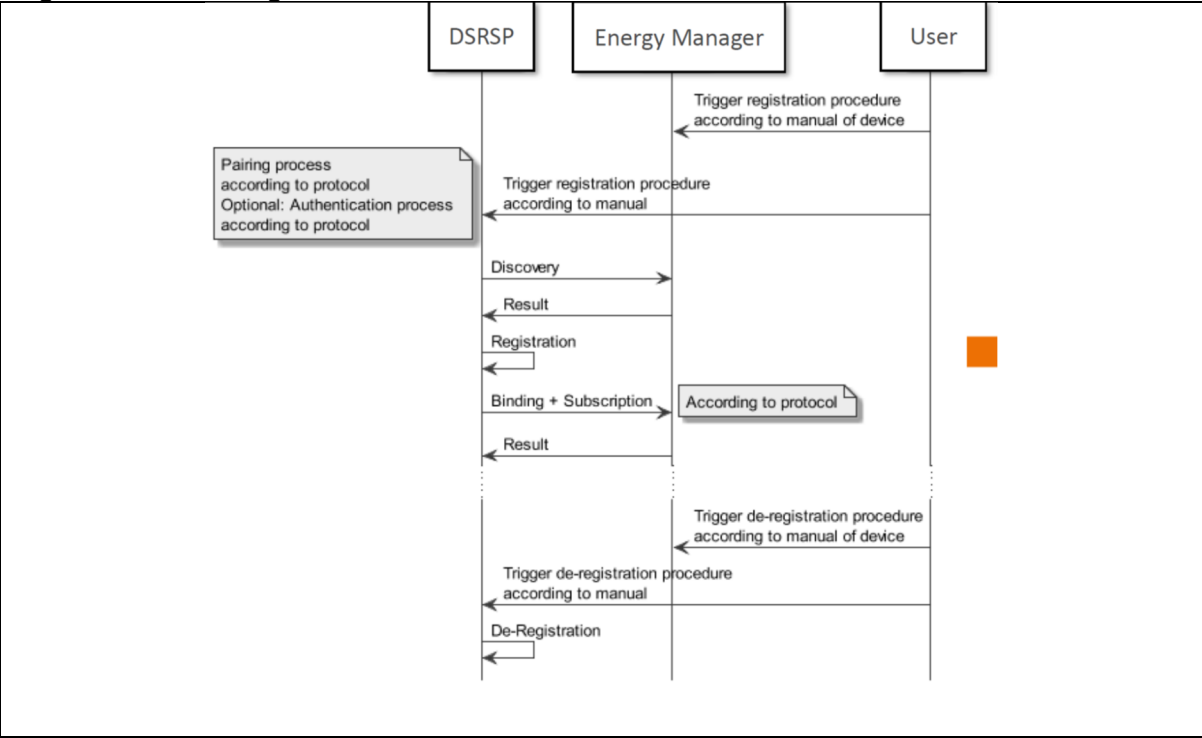 DSRSP
Energy Manager
User
Trigger registration procedure
according to manual of device
Pairing process
according to protocol
Optional: Authentication process
according to protocol
Trigger registration procedure
according to manual
Discovery
Result
Registration
Binding + Subscription
According to protocol
Result
Trigger de-registration procedure
according to manual of device
Trigger de-registration procedure
according to manual
De-Registration